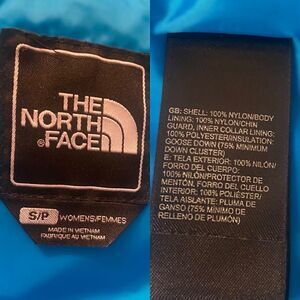 THE
NORTH
®FACE
S/P WOMENS/FEMMES
MADE IN VIETNAM
FABRIQUÉ AU VIETNAM
GB: SHELL: 100% NYLON/BODY
LINING: 100% NYLON/CHIN
GUARD, INNER COLLAR LINING:
100% POLYESTER/INSULATION:
GOOSE DOWN (75% MINIMUM
DOWN CLUSTER)
E: TELA EXTERIOR: 100% NILÓN/
FORRO DEL CUERPO:
100% NILÓN/PROTECTOR DE
MENTÓN, FORRO DEL CUELLO
INTERIOR: 100% POLIÉSTER/
TELA AISLANTE: PLUMA DE
GANSO (75% MÍNIMO DE
RELLENO DE PLUMÓN)